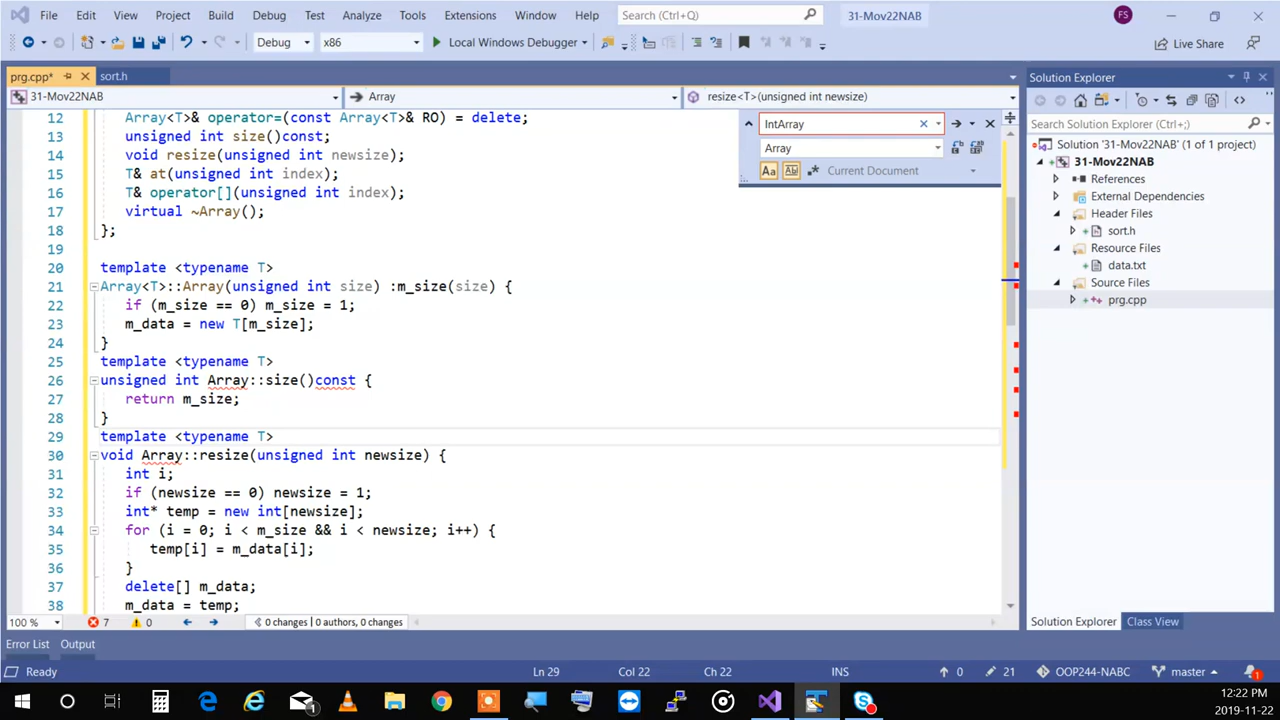 File Edit View Project Build Debug Test Analyze Tools Extensions Window Help Search (Ctrl+Q) 31-Mov22NAB FS
Debug x86 Local Windows Debugger Live Share
prg.cpp* sort.h
31-Mov22NAB Array resize<T>(unsigned int newsize)
IntArray
Array
Aa Ab Current Document
12 Array<T>& operator=(const Array<T>& RO) = delete;
13 unsigned int size()const;
14 void resize(unsigned int newsize);
15 T& at(unsigned int index);
16 T& operator[](unsigned int index);
17 virtual ~Array();
18 };
19
20 template <typename T>
21 Array<T>::Array(unsigned int size) :m_size(size) {
22 if (m_size == 0) m_size = 1;
23 m_data = new T[m_size];
24 }
25 template <typename T>
26 unsigned int Array::size()const {
27 return m_size;
28 }
29 template <typename T>
30 void Array::resize(unsigned int newsize) {
31 int i;
32 if (newsize == 0) newsize = 1;
33 int* temp = new int[newsize];
34 for (i = 0; i < m_size && i < newsize; i++) {
35 temp[i] = m_data[i];
36 }
37 delete[] m_data;
38 m_data = temp;
100 % 7 0 0 changes | 0 authors, 0 changes
Solution Explorer
Search Solution Explorer (Ctrl+;)
Solution '31-Mov22NAB' (1 of 1 project)
31-Mov22NAB
References
External Dependencies
Header Files
sort.h
Resource Files
data.txt
Source Files
prg.cpp
Solution Explorer Class View
Error List Output
Ready Ln 29 Col 22 Ch 22 INS 0 21 OOP244-NABC master 1
12:22 PM
2019-11-22